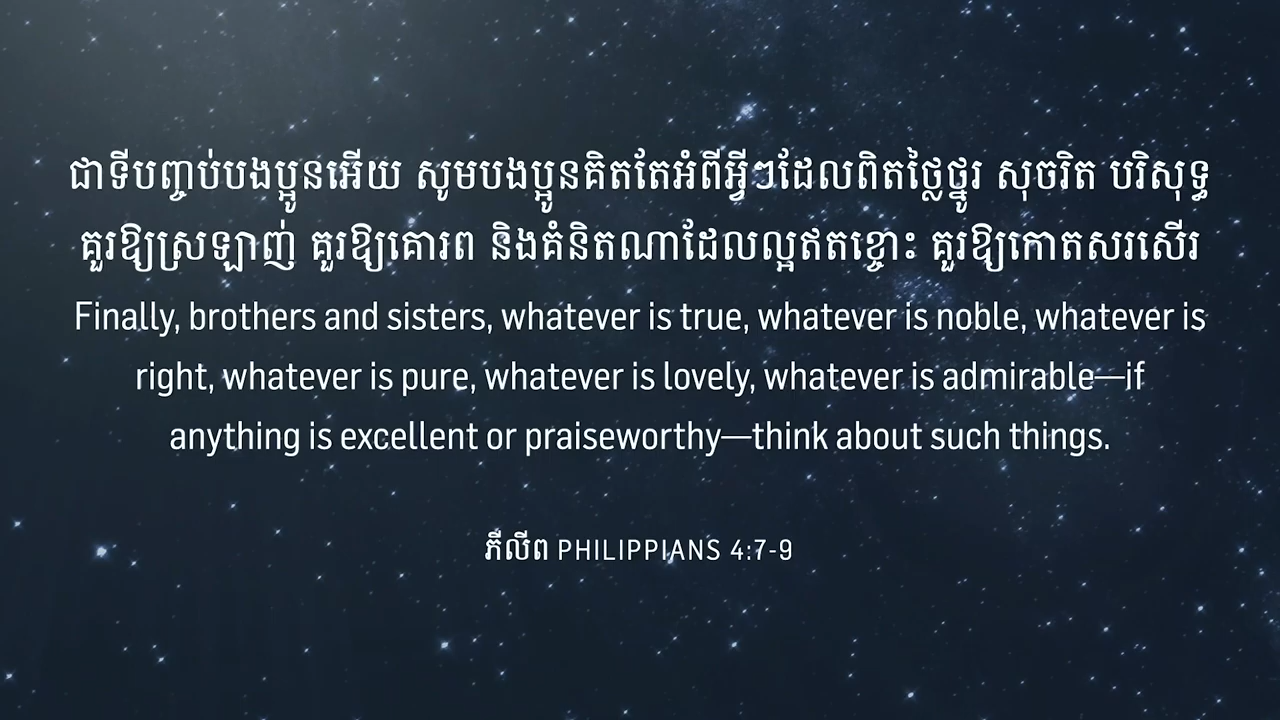 ជាទីបញ្ចប់បងប្អូនអើយ សូមបងប្អូនគិតតែអំពីអ្វីៗដែលពិតថ្លៃថ្នូរ សុចរិត បរិសុទ្ធ
គួរឱ្យស្រឡាញ់ គួរឱ្យគោរព និងគំនិតណាដែលល្អឥតខ្ចោះ គួរឱ្យកោតសរសើរ
Finally, brothers and sisters, whatever is true, whatever is noble, whatever is
right, whatever is pure, whatever is lovely, whatever is admirable—if
anything is excellent or praiseworthy—think about such things.
ភីលីព PHILIPPIANS 4:7-9